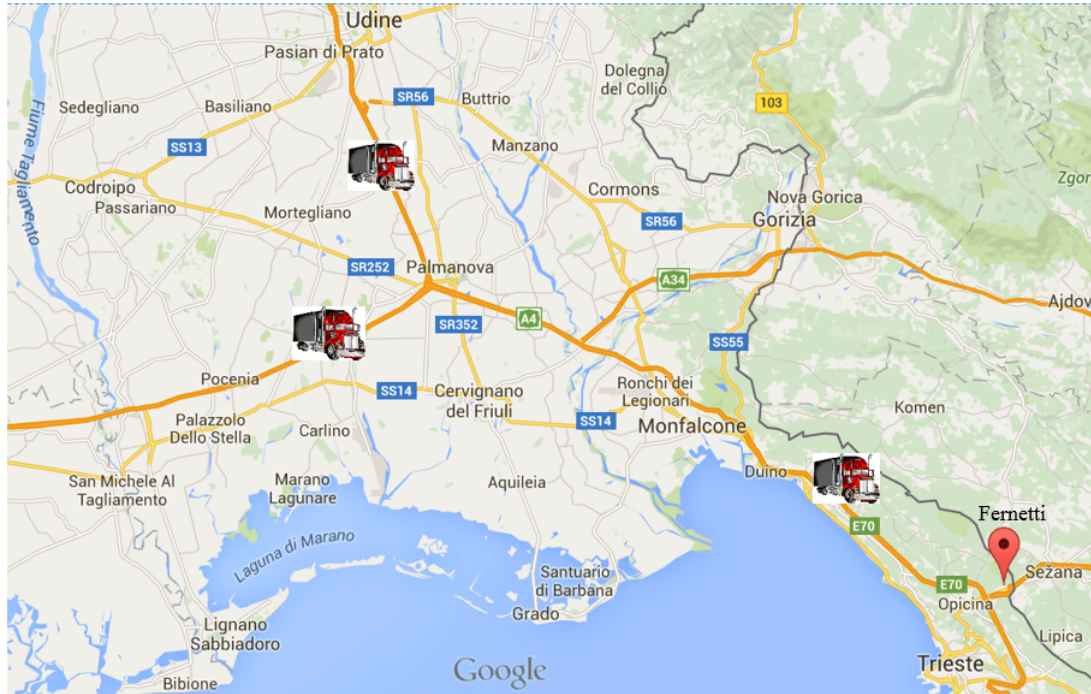 Udine
Pasian di Prato
Dolegna
del Collio
Sedegliano
Basiliano
SR56
Buttrio
103
Fiume Tagliamento
SS13
Manzano
Zgor
Codroipo
Passariano
Cormons
Nova Gorica
Mortegliano
SR56
Gorizia
SR252
Palmanova
A34
Ajdov
SR352
A4
SS55
Pocenia
SS14
Cervignano
del Friuli
Ronchi dei
Legionari
Komen
Palazzolo
Dello Stella
Carlino
SS14
Monfalcone
San Michele Al
Tagliamento
Marano
Lagunare
Aquileia
Duino
Fernetti
E70
Laguna di Marano
Santuario
di Barbana
E70
Sežana
Opicina
Grado
Lignano
Sabbiadoro
Lipica
Trieste
Google
Bibione